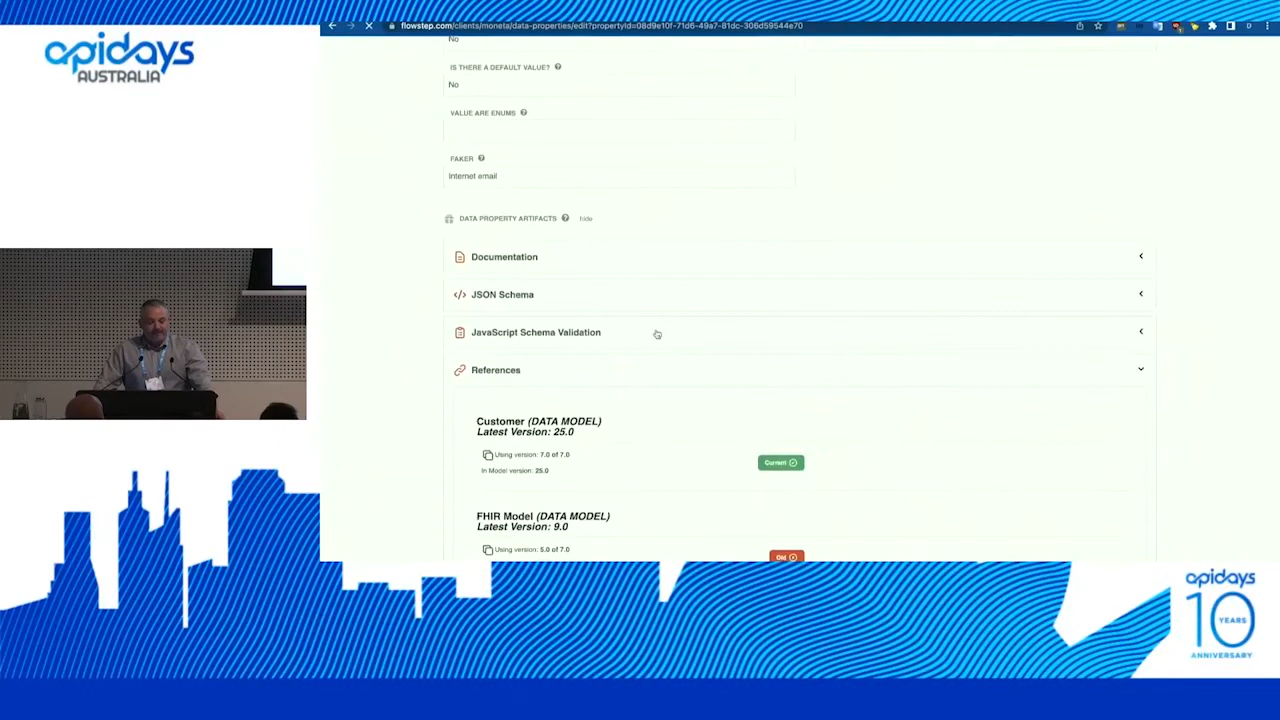 apidays
AUSTRALIA
flowstep.com/clients/moneta/data-properties/edit?propertyId=08d9e10f-71d6-49a7-81dc-306d59544e70
No
IS THERE A DEFAULT VALUE?
No
VALUE ARE ENUMS
FAKER
Internet email
DATA PROPERTY ARTIFACTS hide
Documentation
JSON Schema
JavaScript Schema Validation
References
Customer (DATA MODEL)
Latest Version: 25.0
Using version: 7.0 of 7.0
In Model version: 25.0
Current
FHIR Model (DATA MODEL)
Latest Version: 9.0
Using version: 5.0 of 7.0
Old
apidays
10
YEARS
ANNIVERSARY